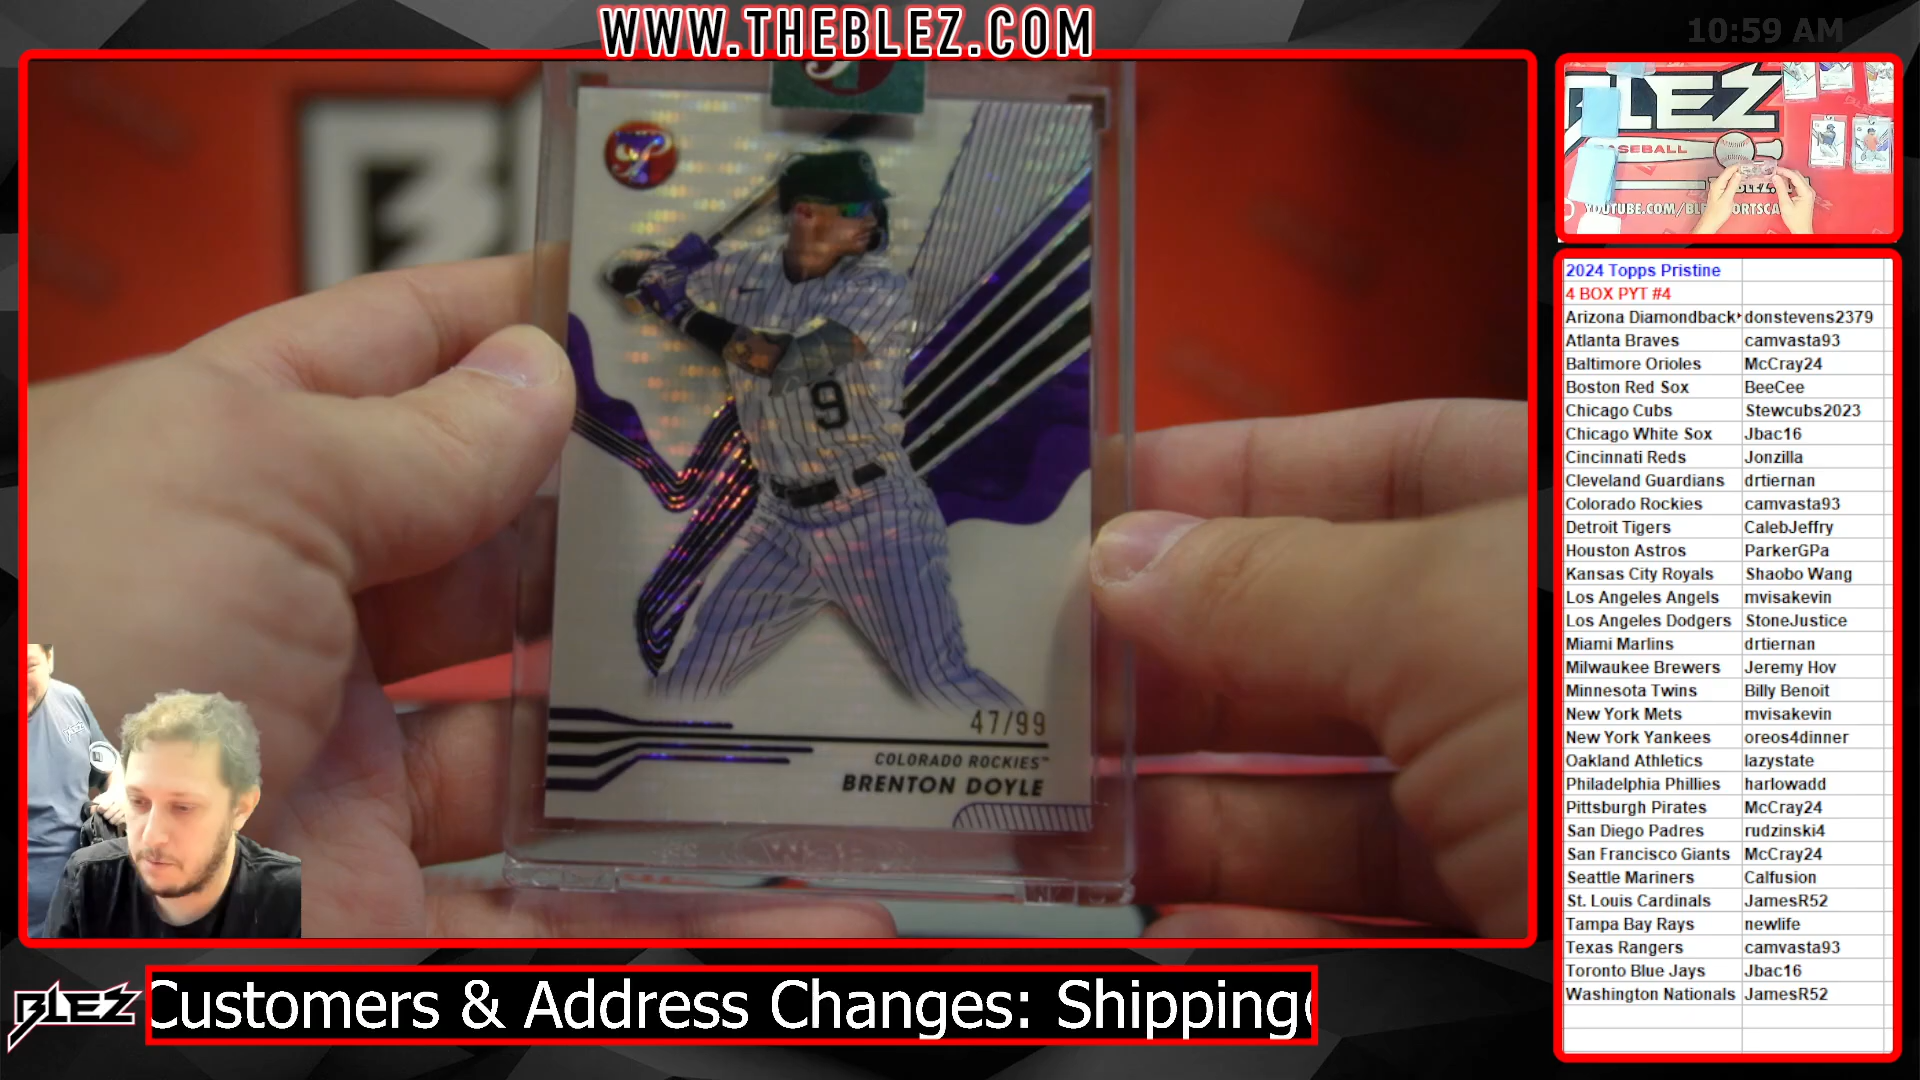 WWW.THEBLEZ.COM
10:59 AM
9
47/99
COLORADO ROCKIES™
BRENTON DOYLE
BLEZ
Customers & Address Changes: Shipping
LEZ
ASEBALL
2024 Topps Pristine
4 BOX PYT #4
Arizona Diamondback donstevens2379
Atlanta Braves camvasta93
Baltimore Orioles McCray24
Boston Red Sox BeeCee
Chicago Cubs Stewcubs2023
Chicago White Sox Jbac16
Cincinnati Reds Jonzilla
Cleveland Guardians drtiernan
Colorado Rockies camvasta93
Detroit Tigers CalebJeffry
Houston Astros ParkerGPa
Kansas City Royals Shaobo Wang
Los Angeles Angels mvisakevin
Los Angeles Dodgers StoneJustice
Miami Marlins drtiernan
Milwaukee Brewers Jeremy Hov
Minnesota Twins Billy Benoit
New York Mets mvisakevin
New York Yankees oreos4dinner
Oakland Athletics lazystate
Philadelphia Phillies harlowadd
Pittsburgh Pirates McCray24
San Diego Padres rudzinski4
San Francisco Giants McCray24
Seattle Mariners Calfusion
St. Louis Cardinals JamesR52
Tampa Bay Rays newlife
Texas Rangers camvasta93
Toronto Blue Jays Jbac16
Washington Nationals JamesR52